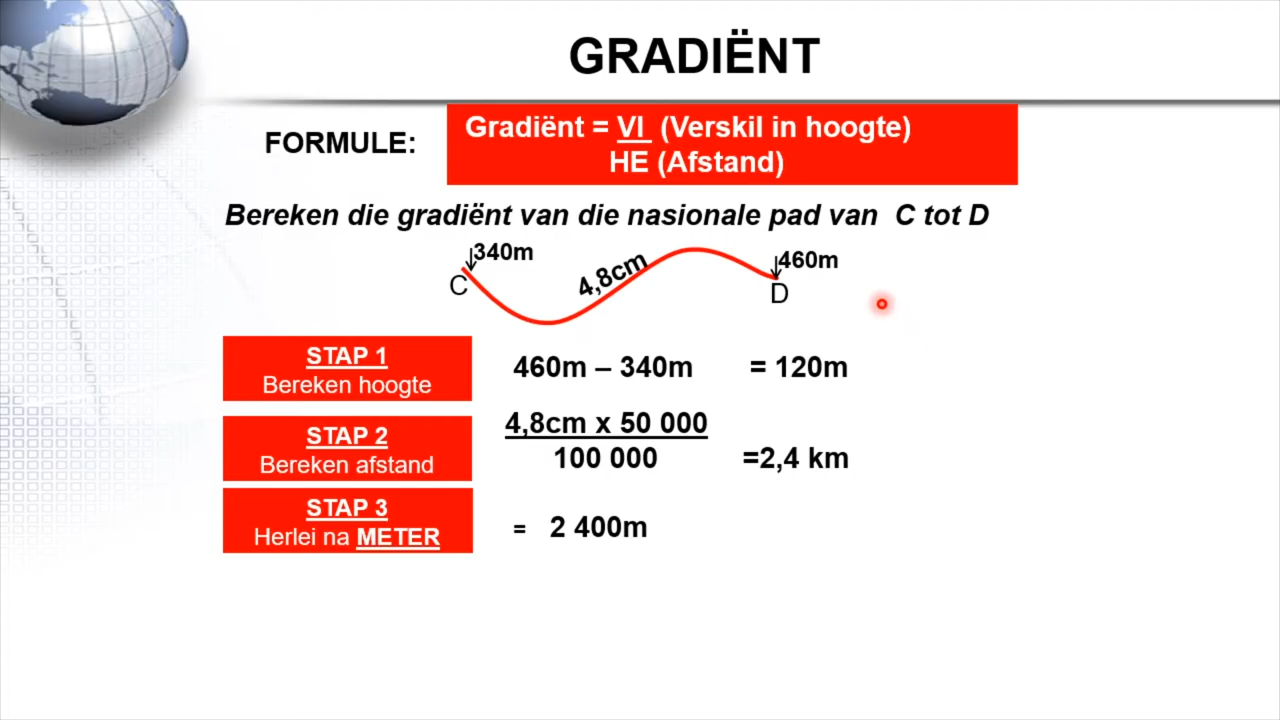 GRADIËNT
FORMULE:
Gradiënt = VI (Verskil in hoogte)
HE (Afstand)
Bereken die gradiënt van die nasionale pad van C tot D
340m
460m
4,8cm
C
D
STAP 1
Bereken hoogte
460m – 340m = 120m
STAP 2
Bereken afstand
4,8cm x 50 000
100 000 =2,4 km
STAP 3
Herlei na METER
= 2 400m